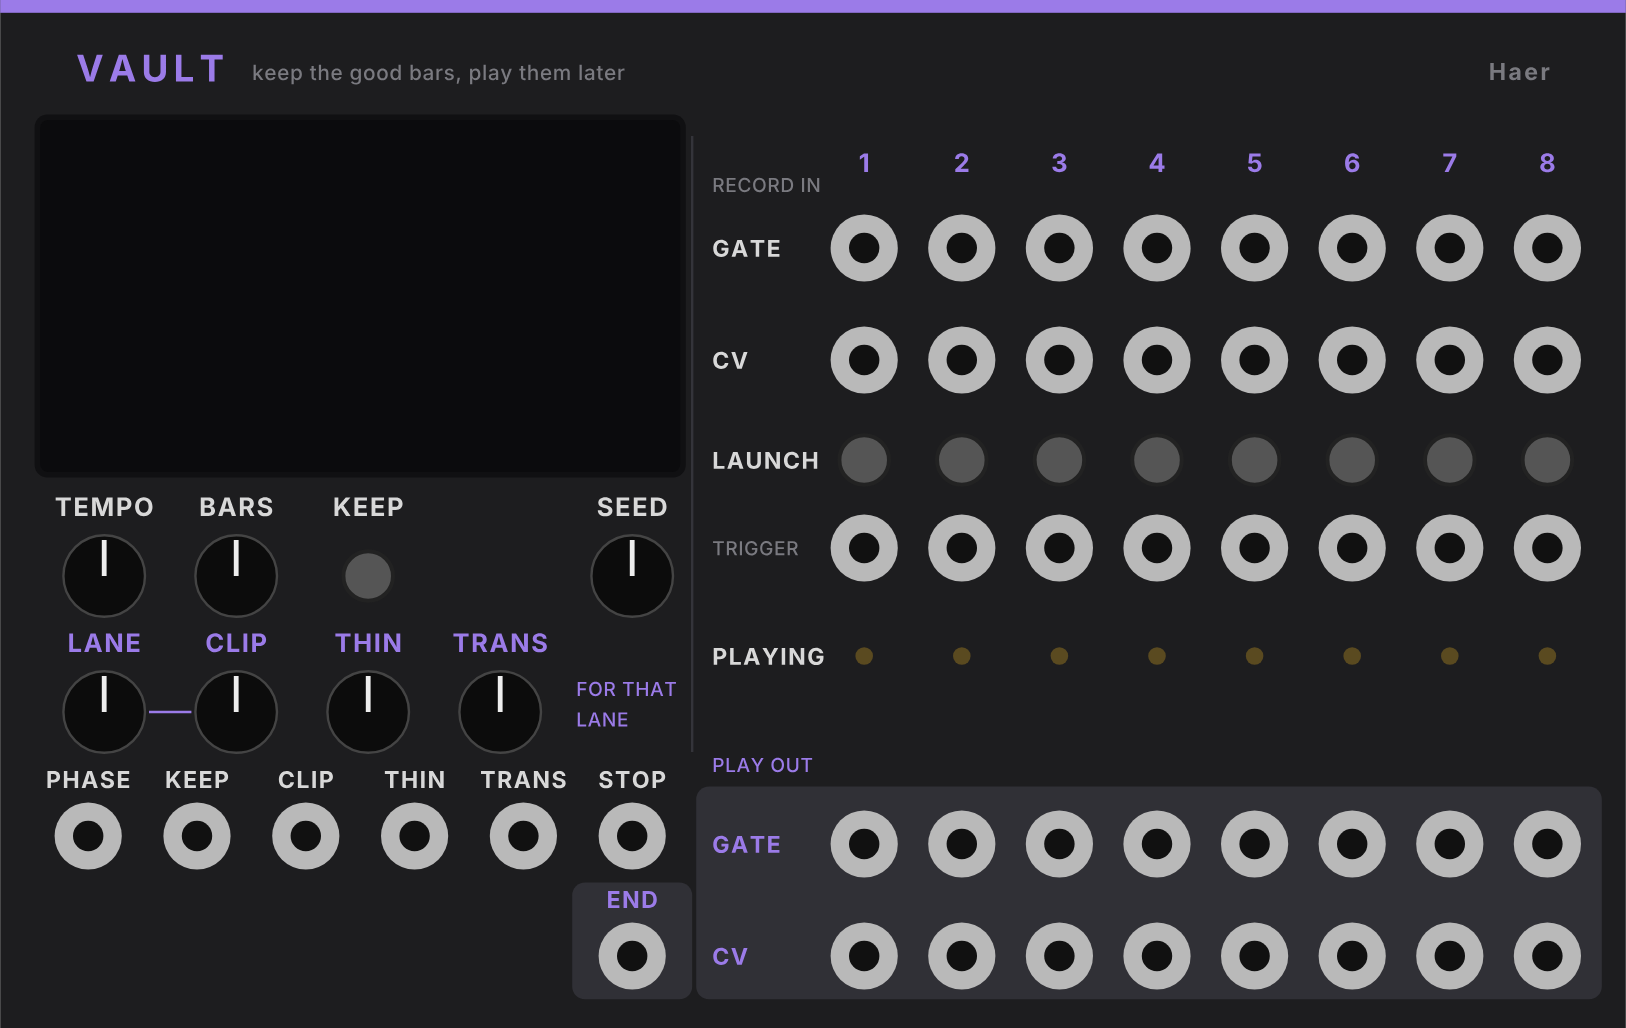 VAULT keep the good bars, play them later Haer
1 2 3 4 5 6 7 8
RECORD IN
GATE
CV
LAUNCH
TEMPO BARS KEEP SEED
TRIGGER
LANE CLIP THIN TRANS
PLAYING
FOR THAT
LANE
PLAY OUT
PHASE KEEP CLIP THIN TRANS STOP
GATE
END
CV